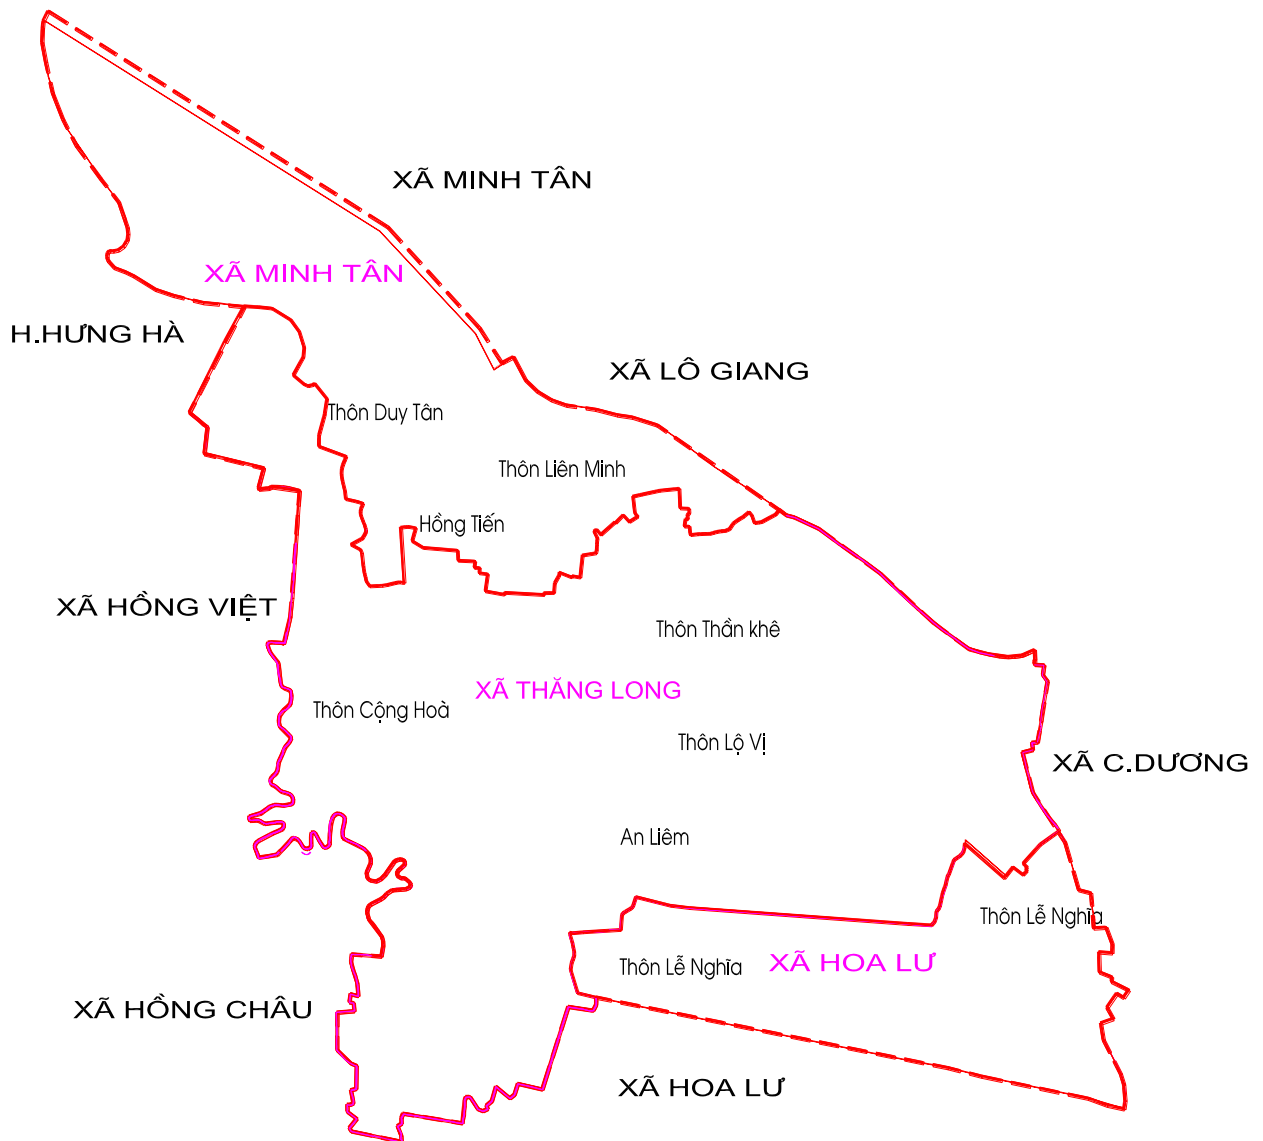 XÃ MINH TÂN
XÃ MINH TÂN
H.HƯNG HÀ
XÃ LÔ GIANG
Thôn Duy Tân
Thôn Liên Minh
Hồng Tiến
XÃ HỒNG VIỆT
Thôn Thần khê
XÃ THĂNG LONG
Thôn Cộng Hoà
Thôn Lộ Vị
XÃ C.DƯƠNG
An Liêm
Thôn Lễ Nghĩa
Thôn Lễ Nghĩa
XÃ HOA LƯ
XÃ HỒNG CHÂU
XÃ HOA LƯ